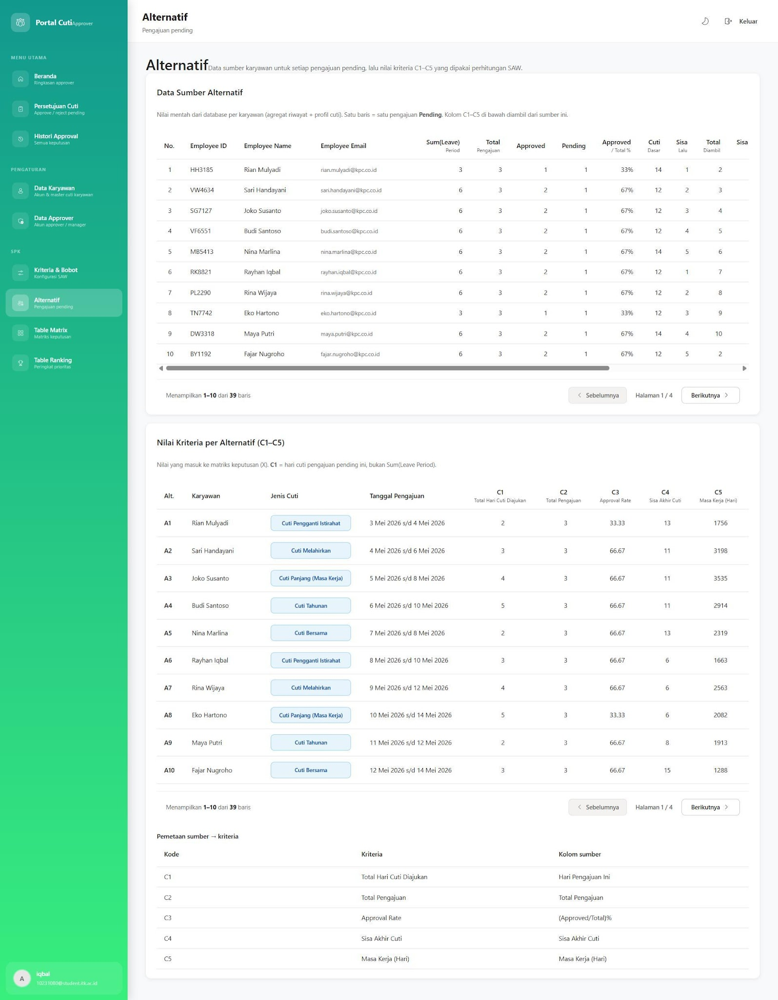 Portal Cuti Approver
MENU UTAMA
Beranda
Ringkasan approver
Persetujuan Cuti
Approve / reject pending
Histori Approval
Semua keputusan
PENGATURAN
Data Karyawan
Akun & master cuti karyawan
Data Approver
Akun approver / manager
SPK
Kriteria & Bobot
Konfigurasi SAW
Alternatif
Pengajuan pending
Table Matrix
Matriks keputusan
Table Ranking
Peringkat prioritas
A
iqbal
10231080@student.itk.ac.id
Alternatif
Pengajuan pending
Keluar
Alternatif Data sumber karyawan untuk setiap pengajuan pending, lalu nilai kriteria C1–C5 yang dipakai perhitungan SAW.
Data Sumber Alternatif
Nilai mentah dari database per karyawan (agregat riwayat + profil cuti). Satu baris = satu pengajuan Pending. Kolom C1–C5 di bawah diambil dari sumber ini.
No. Employee ID Employee Name Employee Email Sum(Leave) Total Approved Pending Approved Cuti Sisa Total Sisa
Period Pengajuan / Total % Dasar Lalu Diambil
1 HH3185 Rian Mulyadi rian.mulyadi@kpc.co.id 3 3 1 1 33% 14 1 2
2 VW4634 Sari Handayani sari.handayani@kpc.co.id 6 3 2 1 67% 12 2 3
3 SG7127 Joko Susanto joko.susanto@kpc.co.id 6 3 2 1 67% 12 3 4
4 VF6551 Budi Santoso budi.santoso@kpc.co.id 6 3 2 1 67% 12 4 5
5 MB5413 Nina Marlina nina.marlina@kpc.co.id 6 3 2 1 67% 14 5 6
6 RK8821 Rayhan Iqbal rayhan.iqbal@kpc.co.id 6 3 2 1 67% 12 1 7
7 PL2290 Rina Wijaya rina.wijaya@kpc.co.id 6 3 2 1 67% 12 2 8
8 TN7742 Eko Hartono eko.hartono@kpc.co.id 3 3 1 1 33% 12 3 9
9 DW3318 Maya Putri maya.putri@kpc.co.id 6 3 2 1 67% 14 4 10
10 BY1192 Fajar Nugroho fajar.nugroho@kpc.co.id 6 3 2 1 67% 12 5 2
Menampilkan 1–10 dari 39 baris Sebelumnya Halaman 1 / 4 Berikutnya
Nilai Kriteria per Alternatif (C1–C5)
Nilai yang masuk ke matriks keputusan (X). C1 = hari cuti pengajuan pending ini, bukan Sum(Leave Period).
Alt. Karyawan Jenis Cuti Tanggal Pengajuan C1 C2 C3 C4 C5
Total Hari Cuti Diajukan Total Pengajuan Approval Rate Sisa Akhir Cuti Masa Kerja (Hari)
A1 Rian Mulyadi Cuti Pengganti Istirahat 3 Mei 2026 s/d 4 Mei 2026 2 3 33.33 13 1756
A2 Sari Handayani Cuti Melahirkan 4 Mei 2026 s/d 6 Mei 2026 3 3 66.67 11 3198
A3 Joko Susanto Cuti Panjang (Masa Kerja) 5 Mei 2026 s/d 8 Mei 2026 4 3 66.67 11 3535
A4 Budi Santoso Cuti Tahunan 6 Mei 2026 s/d 10 Mei 2026 5 3 66.67 11 2914
A5 Nina Marlina Cuti Bersama 7 Mei 2026 s/d 8 Mei 2026 2 3 66.67 13 2319
A6 Rayhan Iqbal Cuti Pengganti Istirahat 8 Mei 2026 s/d 10 Mei 2026 3 3 66.67 6 1663
A7 Rina Wijaya Cuti Melahirkan 9 Mei 2026 s/d 12 Mei 2026 4 3 66.67 6 2563
A8 Eko Hartono Cuti Panjang (Masa Kerja) 10 Mei 2026 s/d 14 Mei 2026 5 3 33.33 6 2082
A9 Maya Putri Cuti Tahunan 11 Mei 2026 s/d 12 Mei 2026 2 3 66.67 8 1913
A10 Fajar Nugroho Cuti Bersama 12 Mei 2026 s/d 14 Mei 2026 3 3 66.67 15 1288
Menampilkan 1–10 dari 39 baris Sebelumnya Halaman 1 / 4 Berikutnya
Pemetaan sumber → kriteria
Kode Kriteria Kolom sumber
C1 Total Hari Cuti Diajukan Hari Pengajuan Ini
C2 Total Pengajuan Total Pengajuan
C3 Approval Rate (Approved/Total)%
C4 Sisa Akhir Cuti Sisa Akhir Cuti
C5 Masa Kerja (Hari) Masa Kerja (Hari)